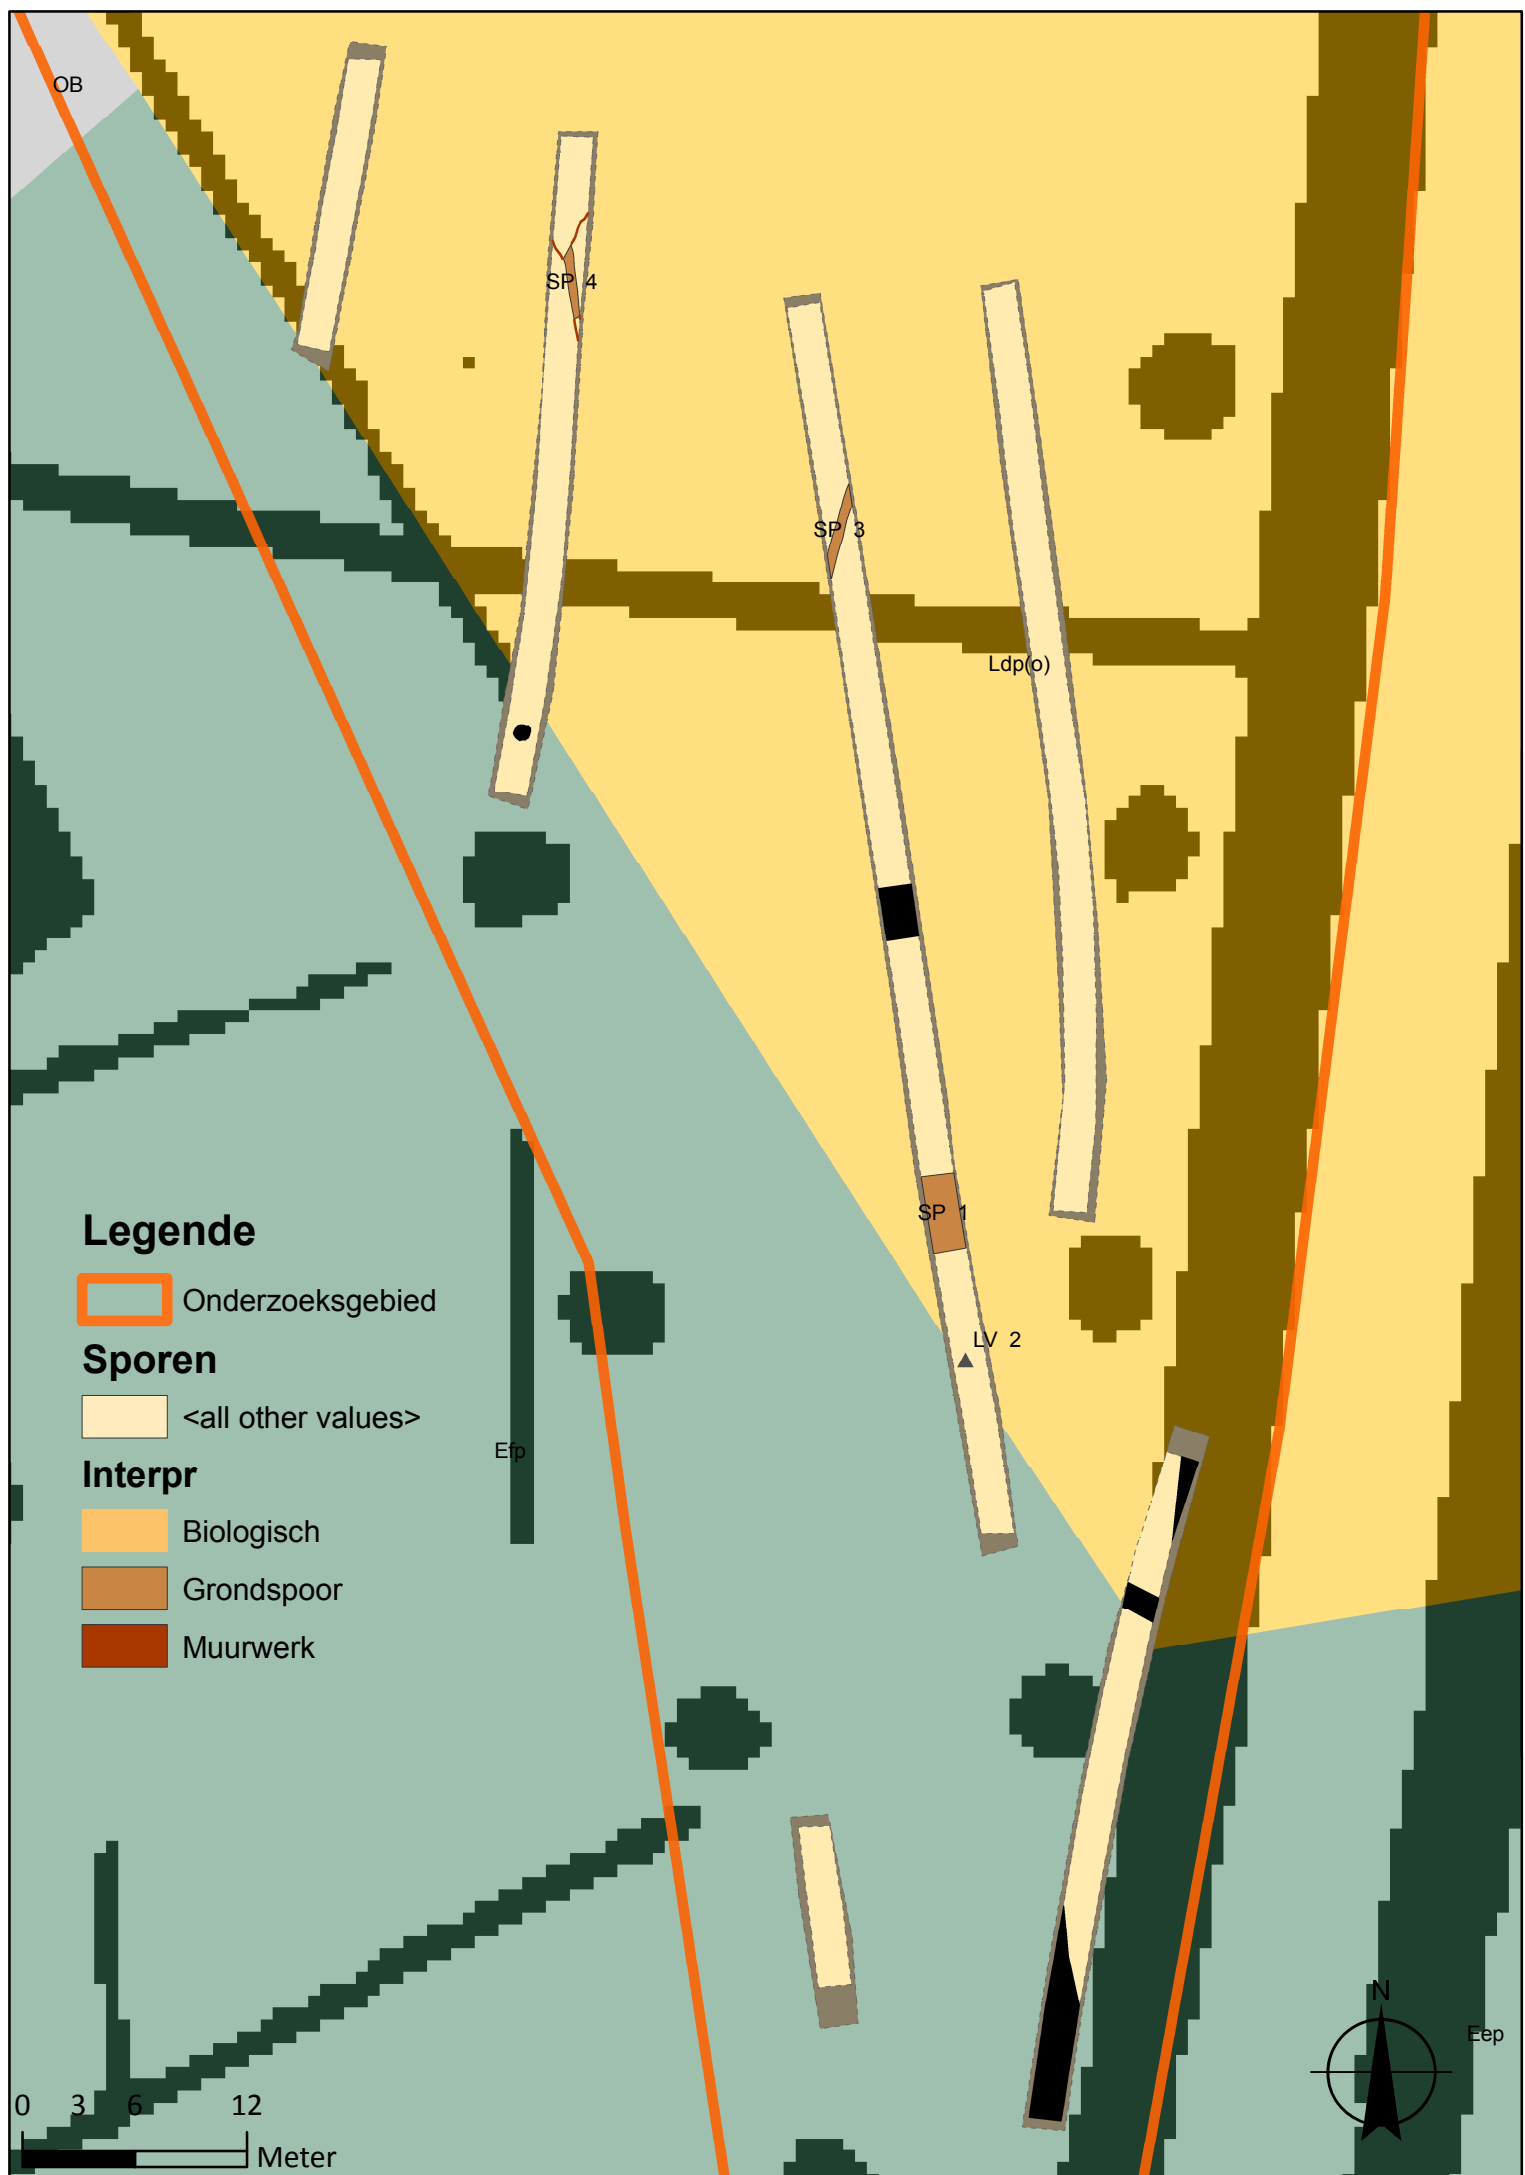 OB
SP 4
SP 3
Ldp(o)
SP 1
LV 2
Efp
Legende
Onderzoeksgebied
Sporen
<all other values>
Interpr
Biologisch
Grondspoor
Muurwerk
N
Eep
0 3 6 12
Meter